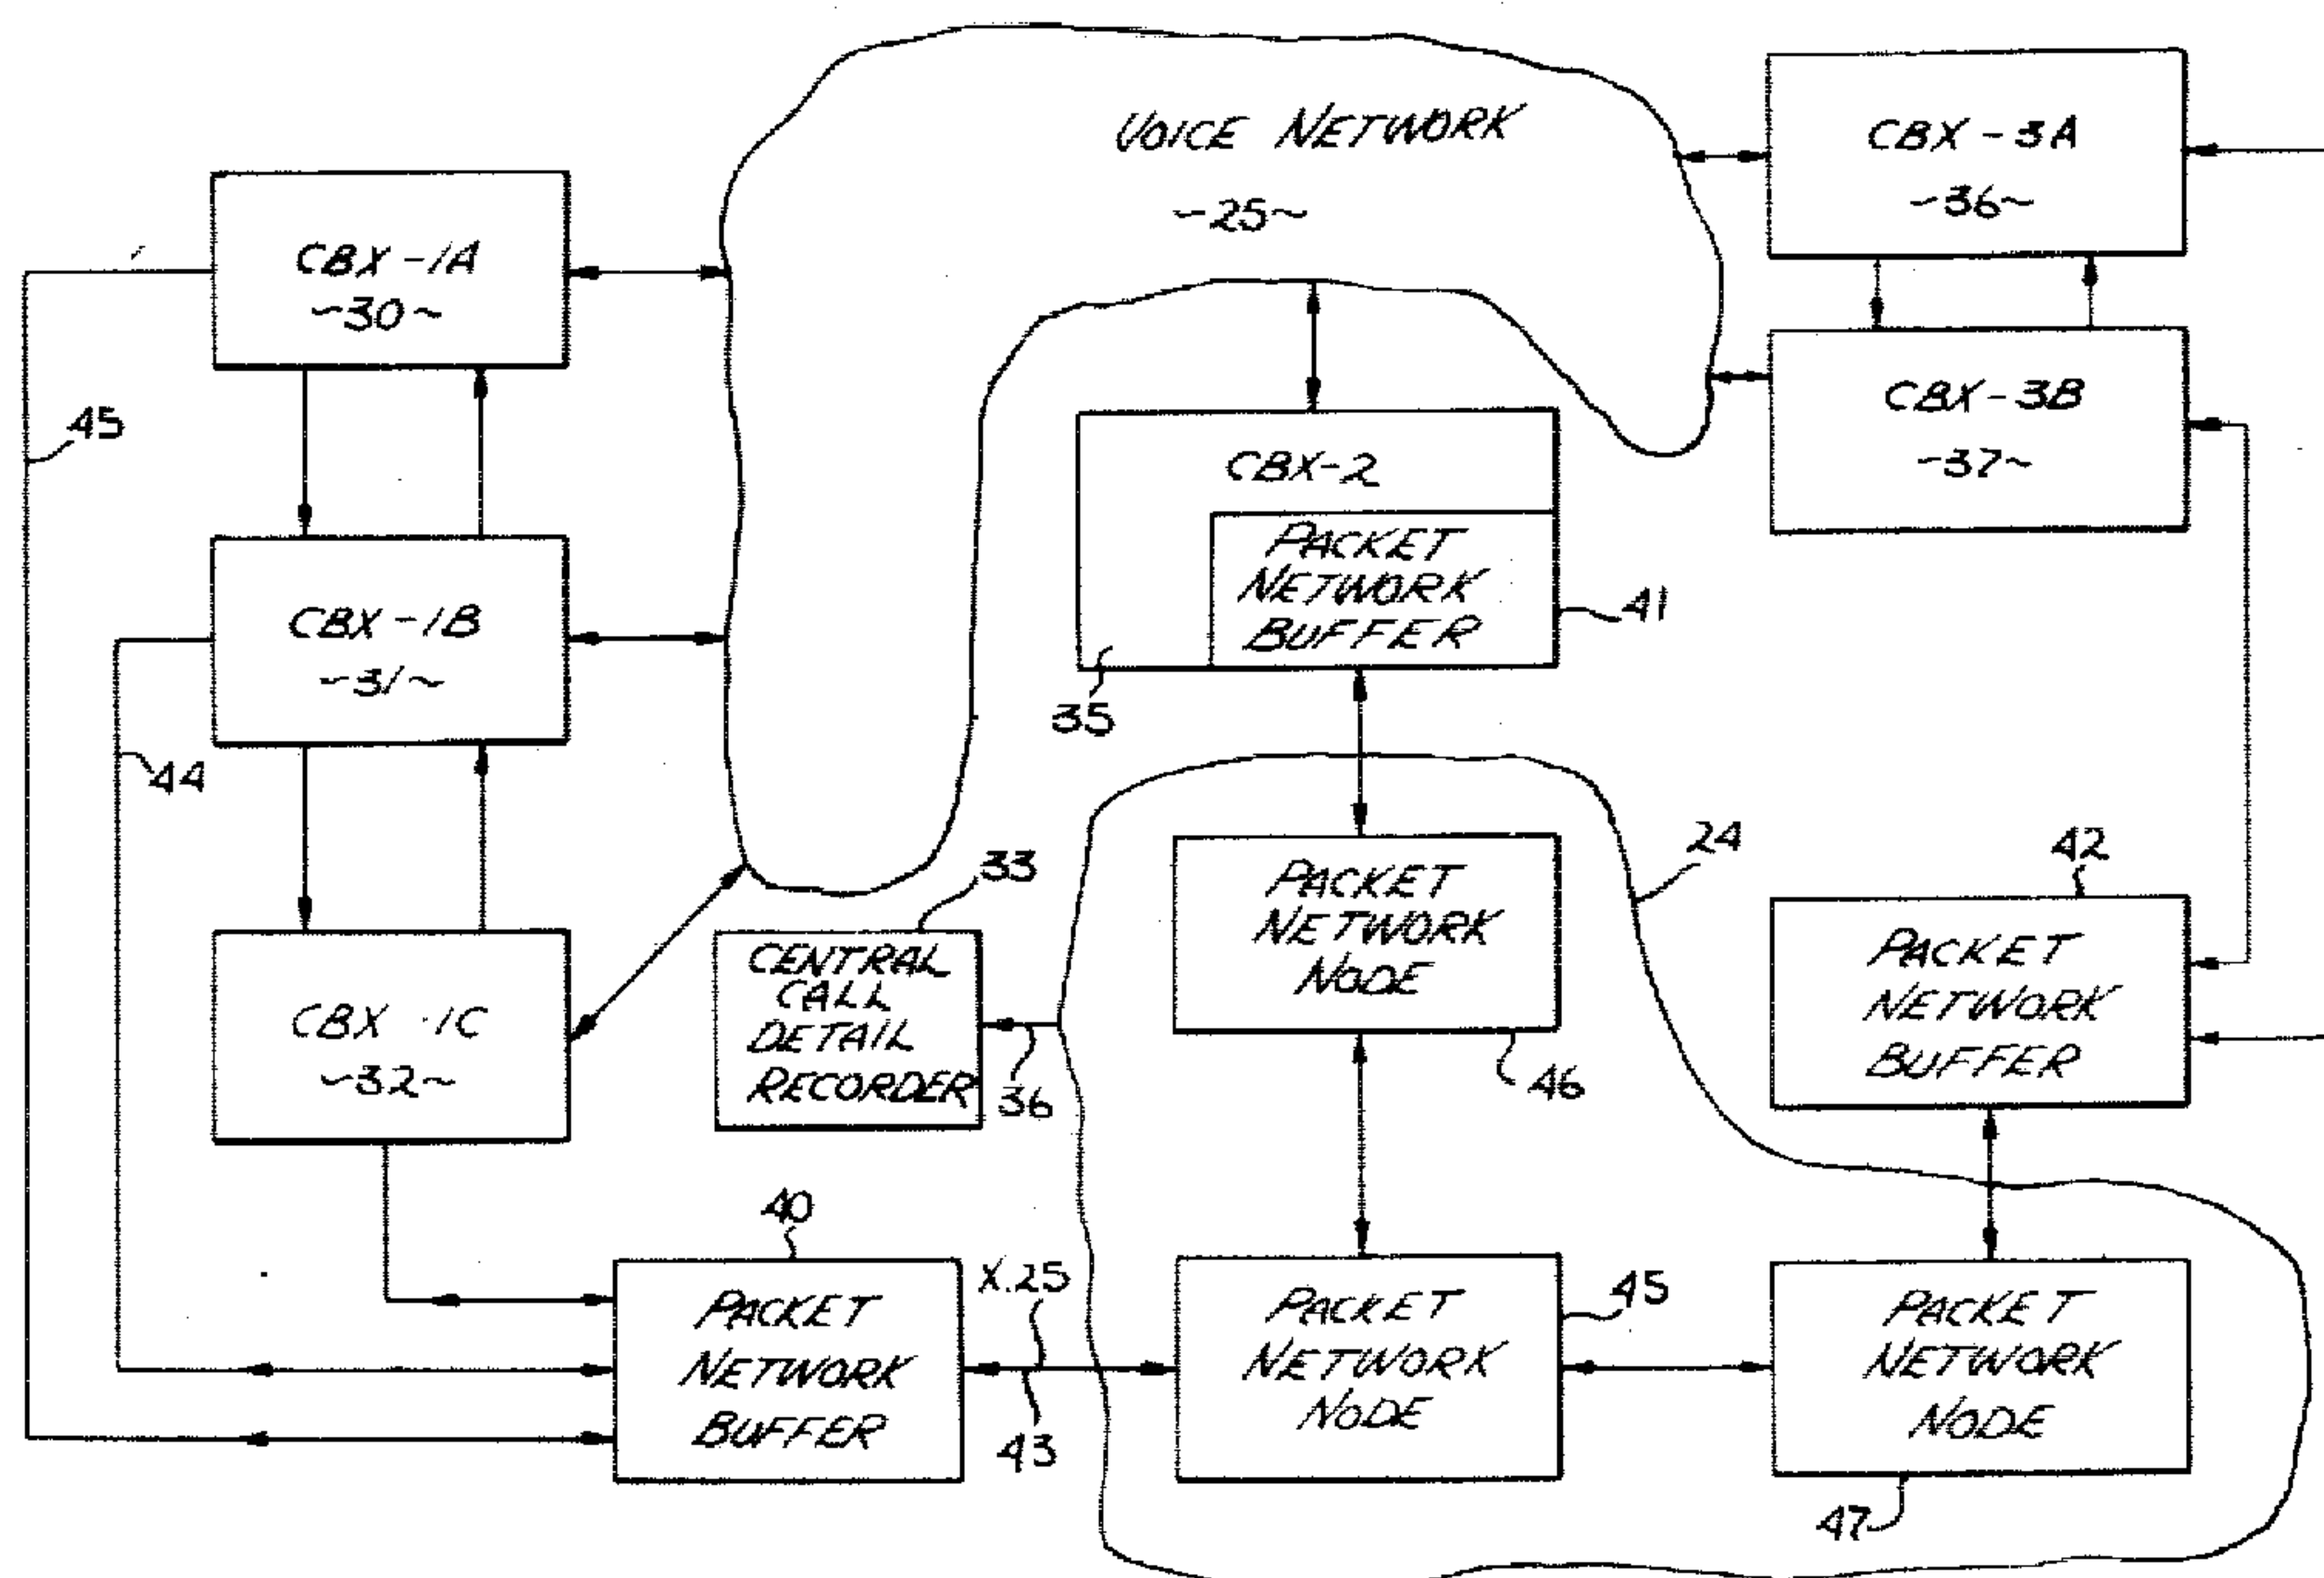 VOICE NETWORK
~25~
CBX-3A
~36~
CBX-1A
~30~
CBX-3B
~37~
45
CBX-2
PACKET
NETWORK
BUFFER
41
35
CBX-1B
~31~
44
33
24
42
PACKET
NETWORK
NODE
46
CENTRAL
CALL
DETAIL
RECORDER
36
PACKET
NETWORK
BUFFER
CBX-1C
~32~
40
X.25
43
PACKET
NETWORK
BUFFER
PACKET
NETWORK
NODE
45
PACKET
NETWORK
NODE
47